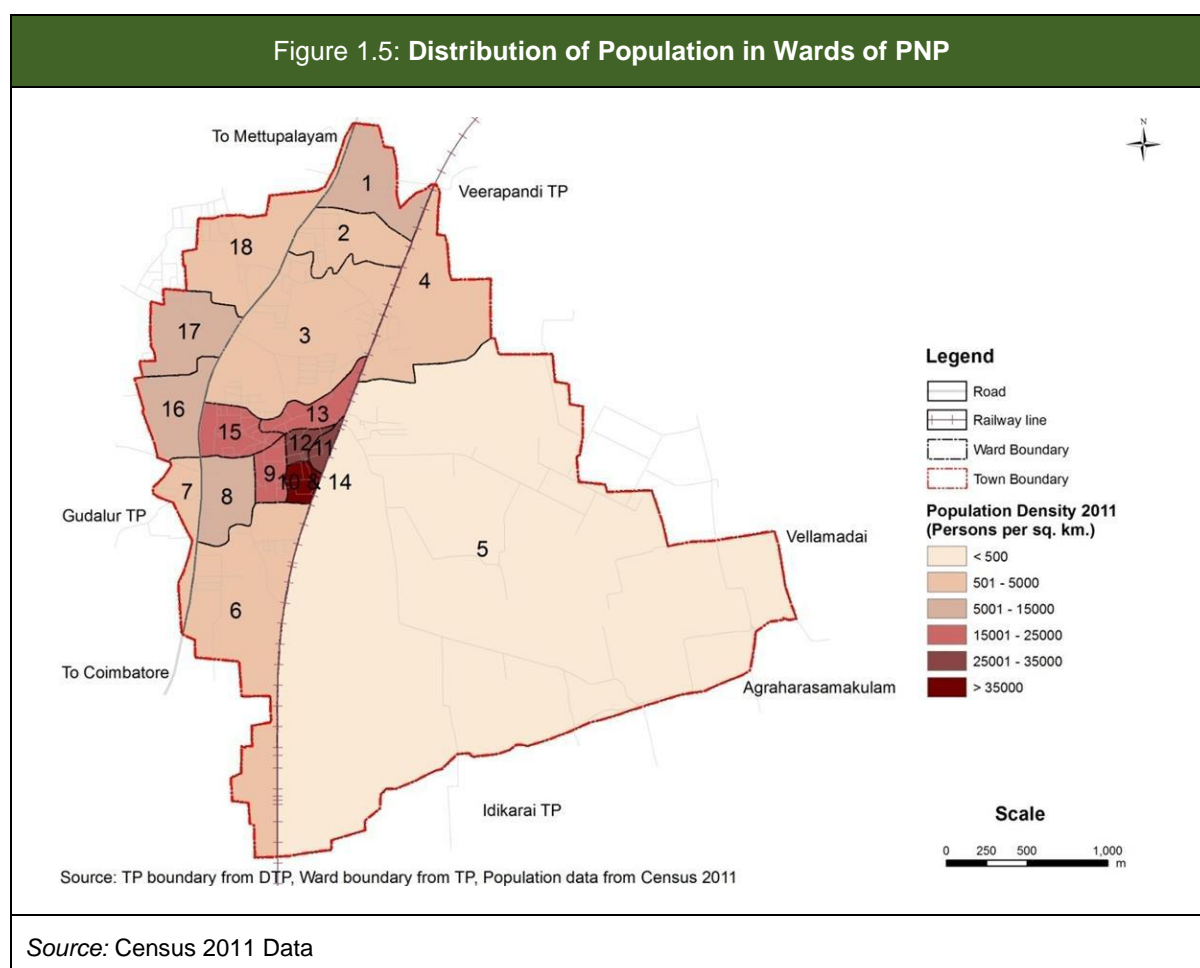 Figure 1.5: Distribution of Population in Wards of PNP
To Mettupalayam
N
1
Veerapandi TP
2
18
4
17
3
16
13
15
12
11
9
10 & 14
7
8
Gudalur TP
5
Vellamadai
6
To Coimbatore
Agraharasamakulam
Idikarai TP
Legend
Road
Railway line
Ward Boundary
Town Boundary
Population Density 2011
(Persons per sq. km.)
< 500
501 - 5000
5001 - 15000
15001 - 25000
25001 - 35000
> 35000
Scale
0 250 500 1,000
m
Source: TP boundary from DTP, Ward boundary from TP, Population data from Census 2011
Source: Census 2011 Data